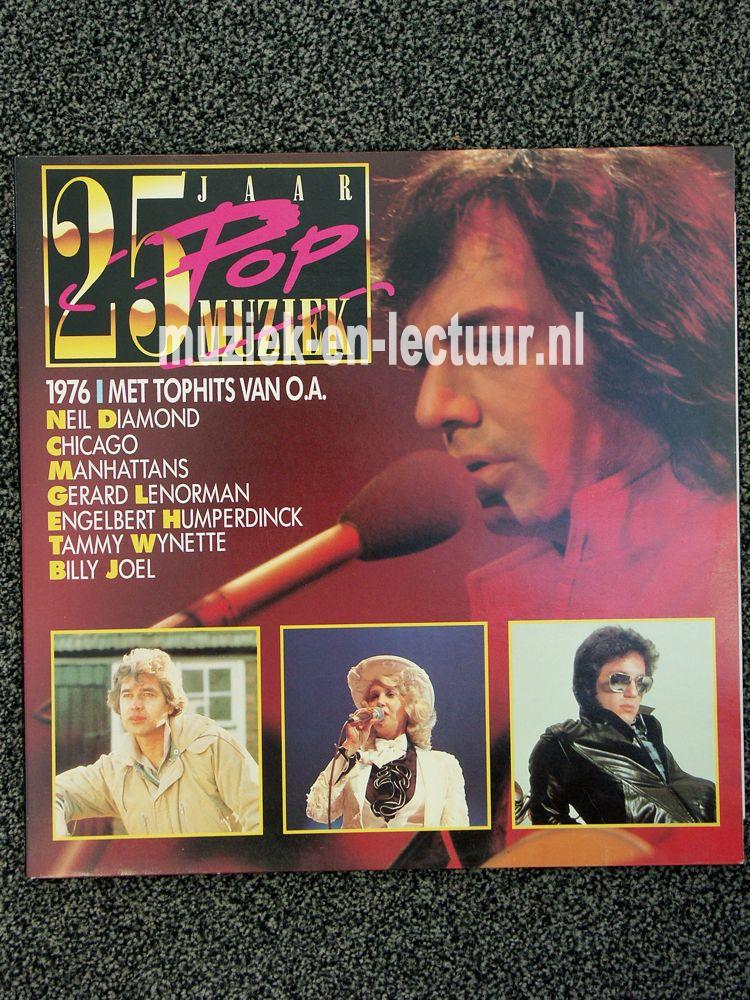 25 JAAR
Pop
MUZIEK
muziek-en-lectuur.nl
1976 | MET TOPHITS VAN O.A.
NEIL DIAMOND
CHICAGO
MANHATTANS
GERARD LENORMAN
ENGELBERT HUMPERDINCK
TAMMY WYNETTE
BILLY JOEL